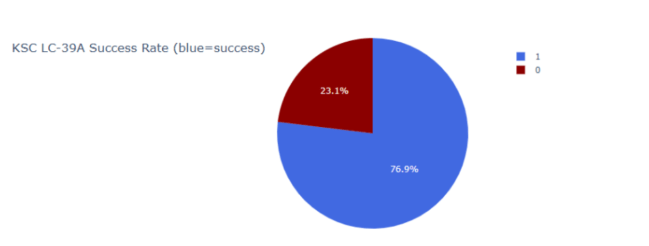 KSC LC-39A Success Rate (blue=success)
1
0
23.1%
76.9%